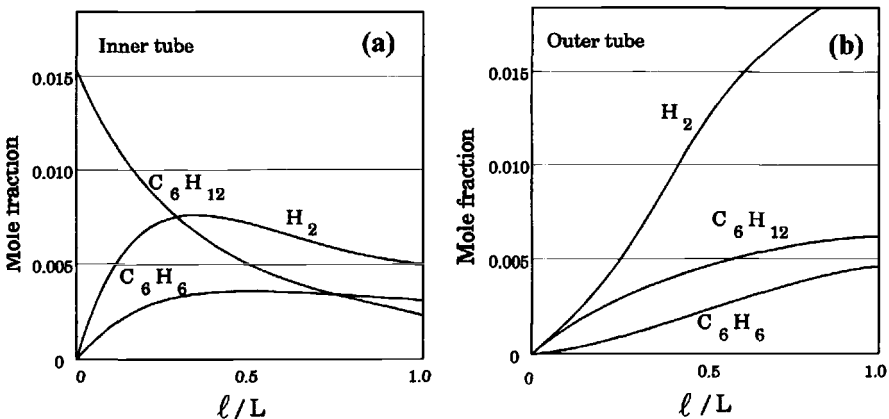 Inner tube
(a)
Mole fraction
0.015
0.010
0.005
0
C6H12
H2
C6H6
0
0.5
1.0
ℓ/L
Outer tube
(b)
Mole fraction
0.015
0.010
0.005
0
H2
C6H12
C6H6
0
0.5
1.0
ℓ/L